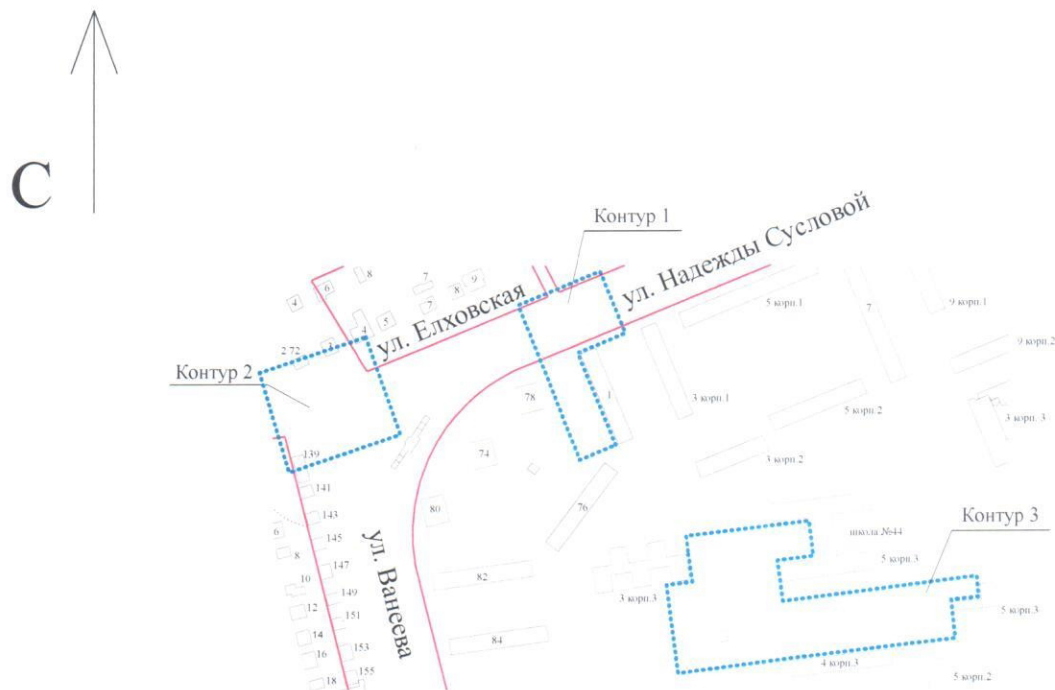 С
Контур 1
ул. Надежды Сусловой
ул. Елховская
Контур 2
ул. Ванеева
Контур 3
школа №44
8
7
9
6
8
4
7
5
4
3
2 72
5 корп.1
7
9 корп.1
9 корп.2
3 корп.1
5 корп.2
3 корп. 3
3 корп.2
1
78
74
76
80
82
84
139
141
143
145
147
149
151
153
155
6
8
10
12
14
16
18
3 корп.3
5 корп.3
5 корп.3
4 корп.3
5 корп.2